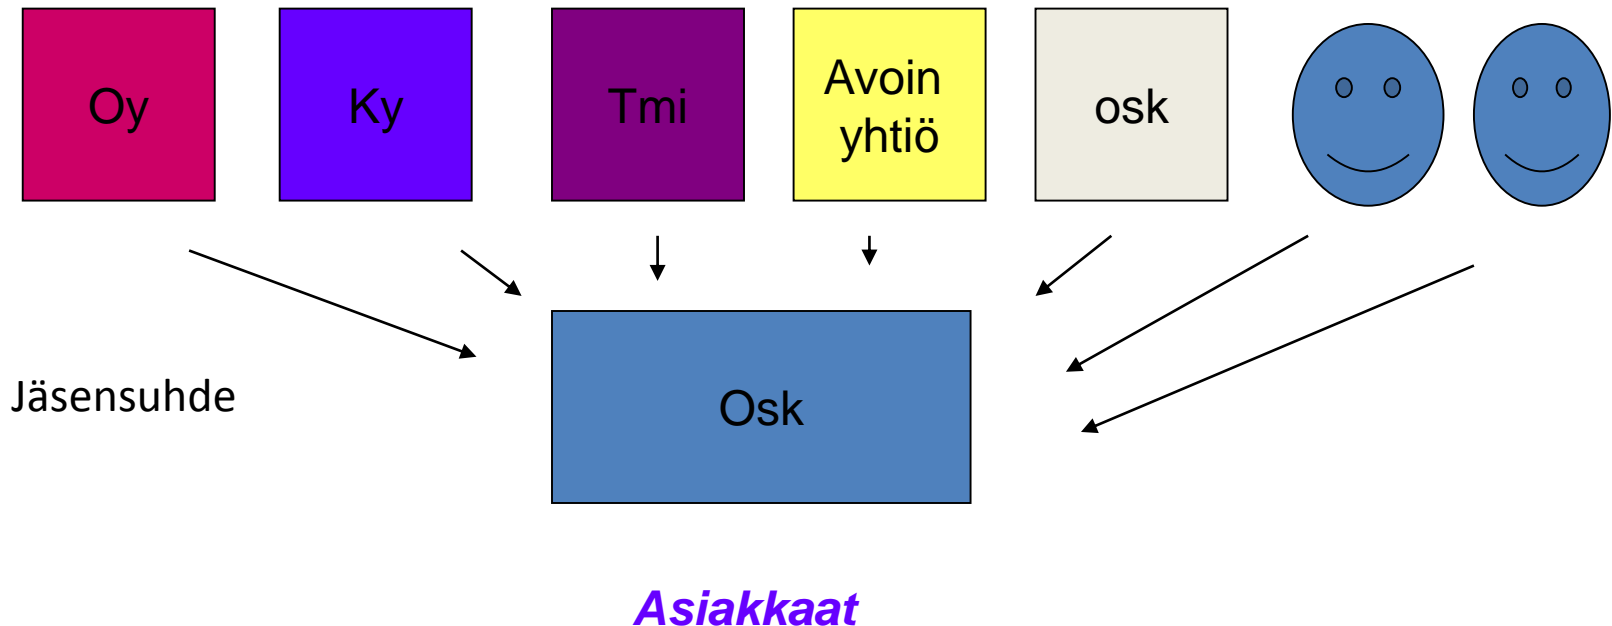 Oy
Ky
Tmi
Avoin
yhtiö
osk
Jäsensuhde
Osk
Asiakkaat